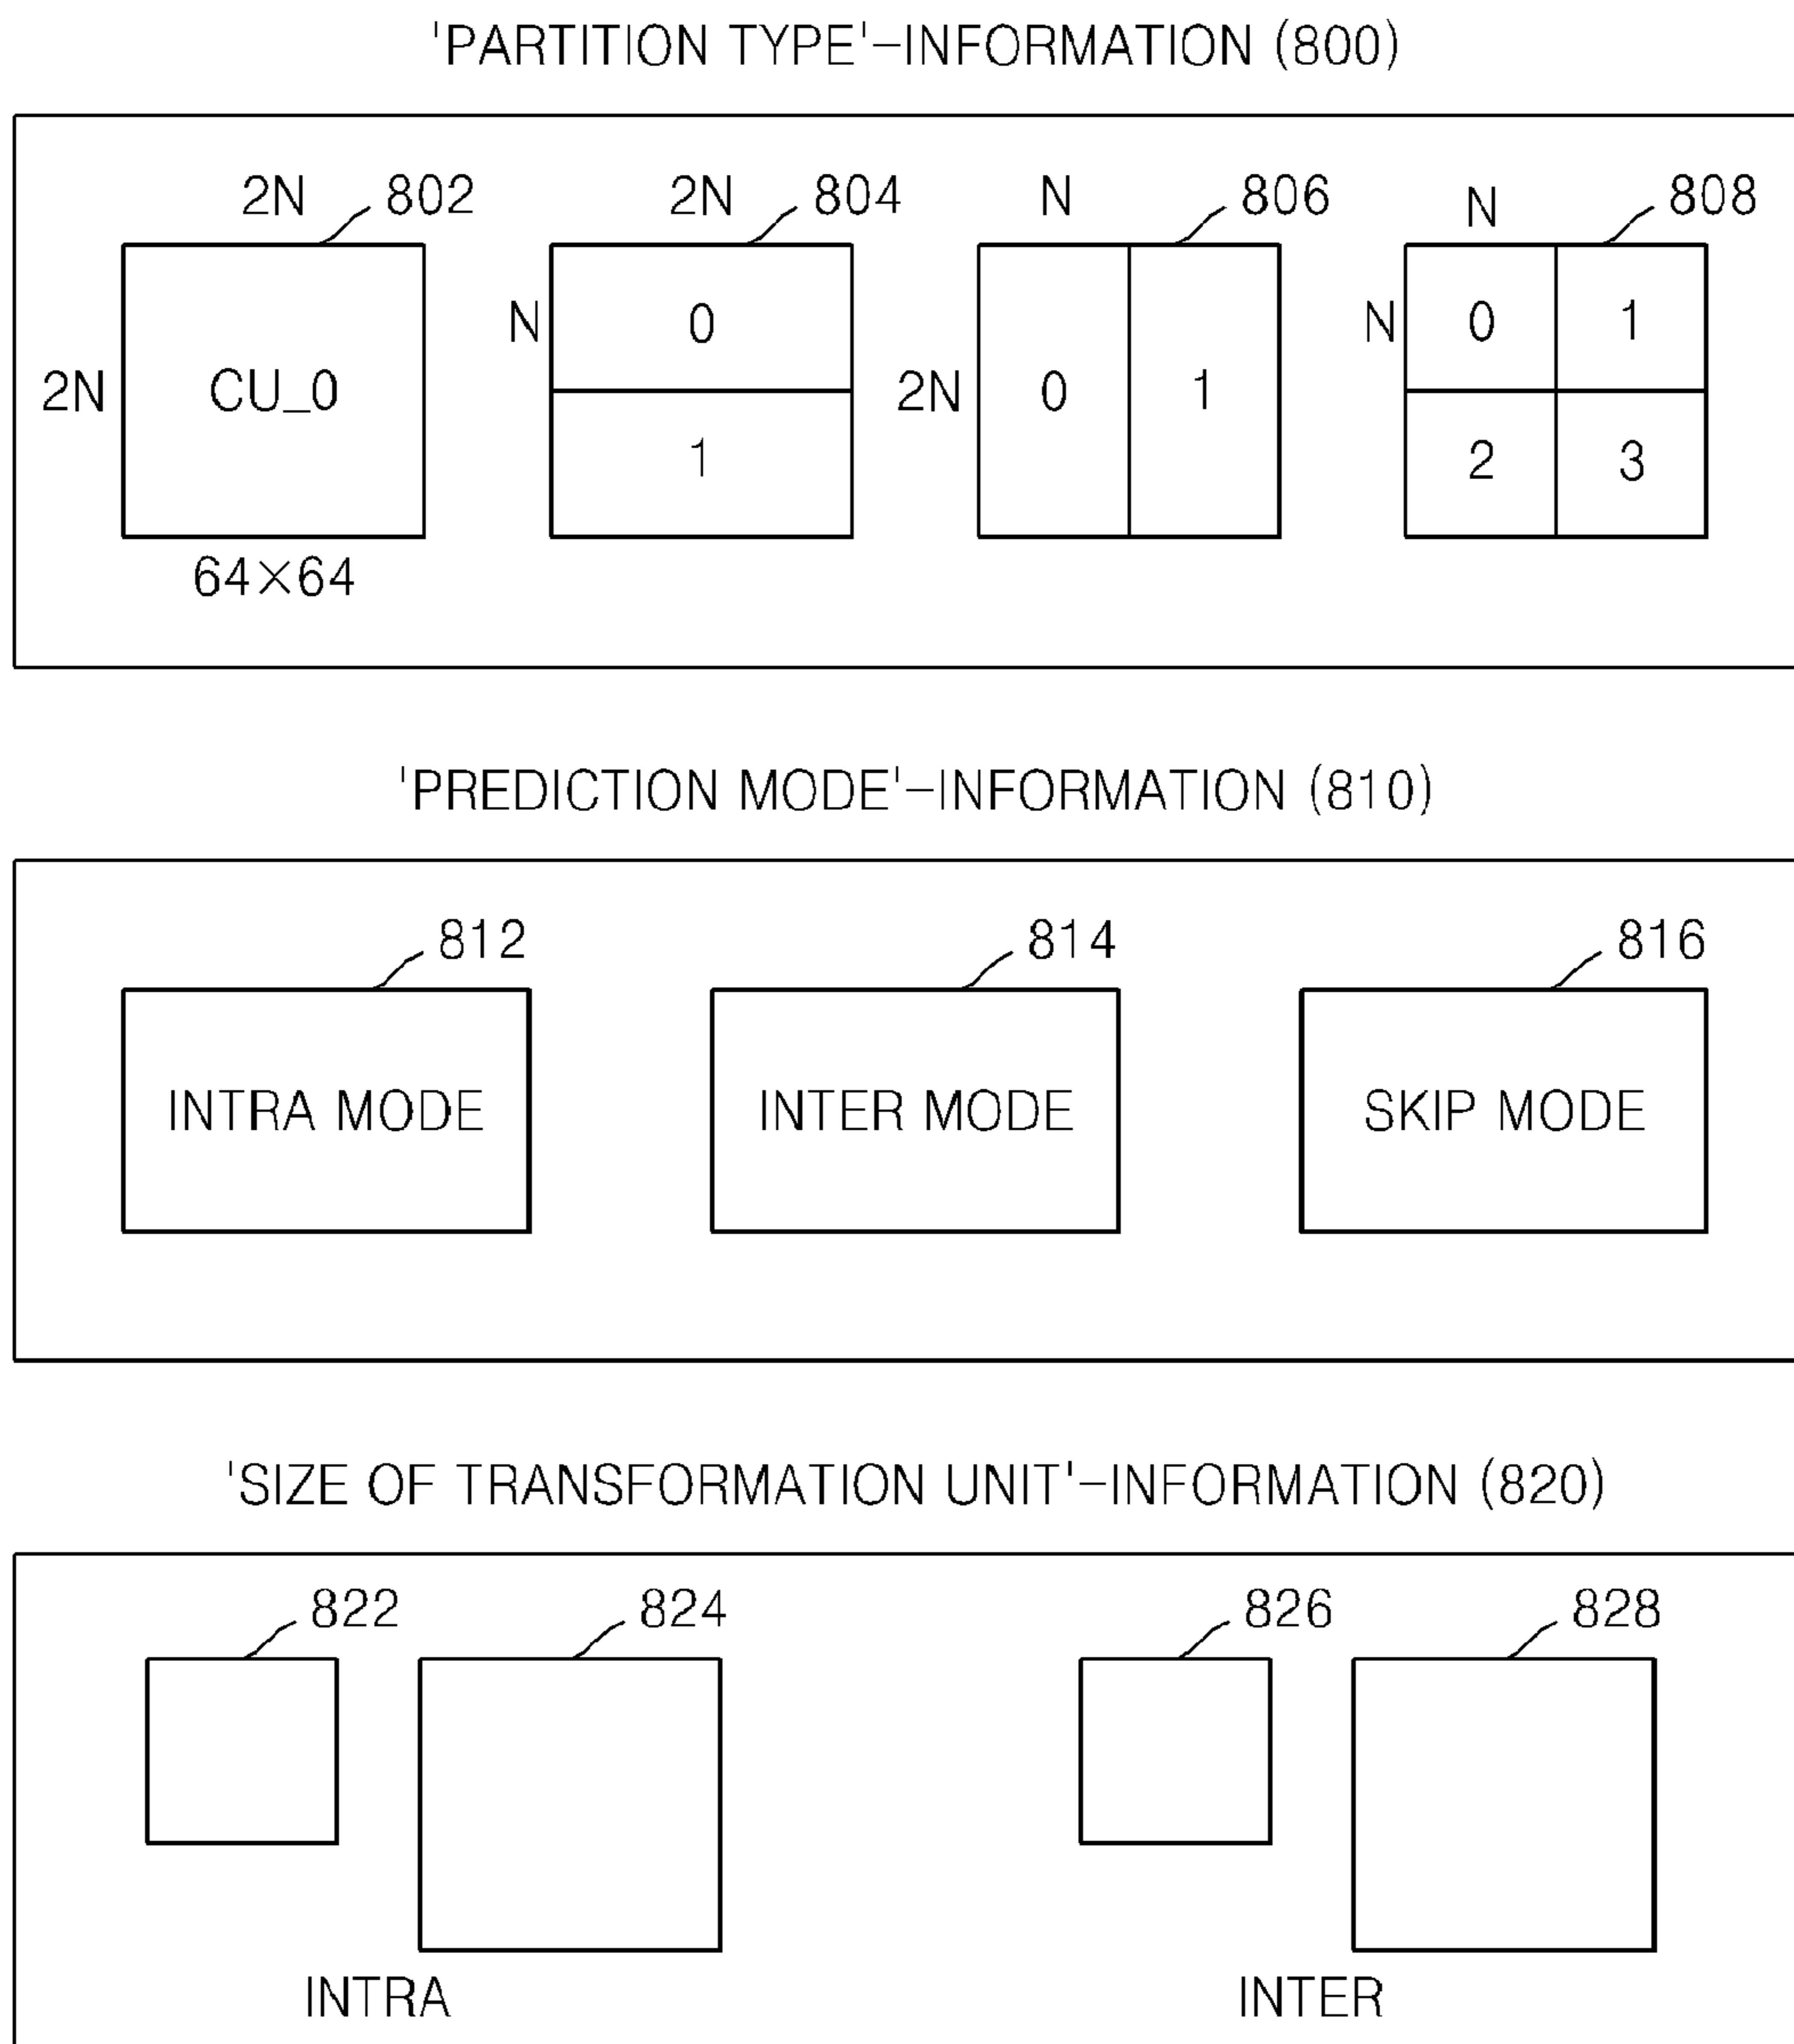 'PARTITION TYPE'-INFORMATION (800)
2N 802 2N 804 N 806 N 808
2N CU_0 N 0 1 2N 0 1 N 0 1 2 3
64×64
'PREDICTION MODE'-INFORMATION (810)
812 814 816
INTRA MODE INTER MODE SKIP MODE
'SIZE OF TRANSFORMATION UNIT'-INFORMATION (820)
822 824 826 828
INTRA INTER